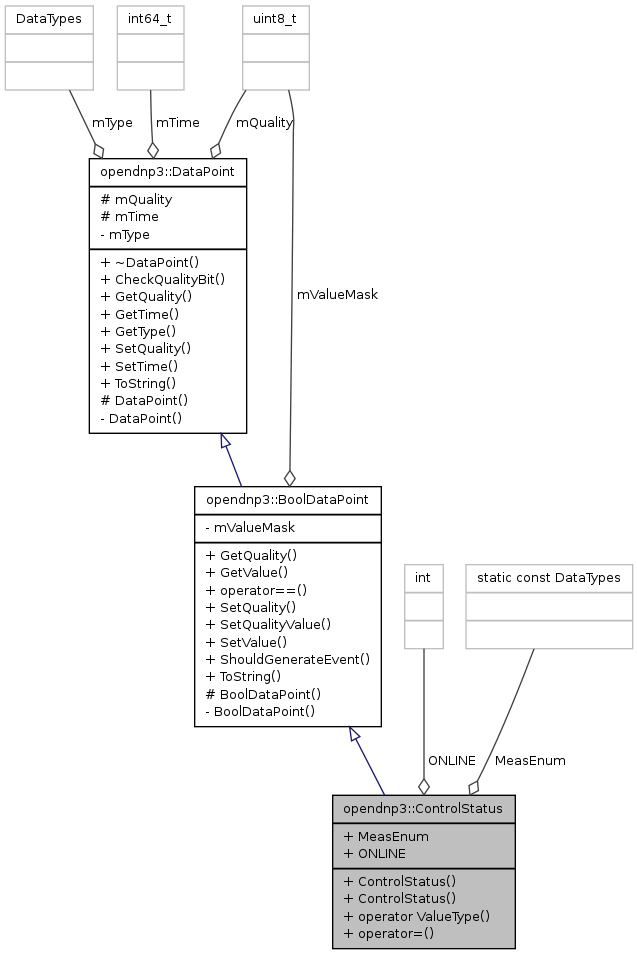 DataTypes
int64_t
uint8_t
mType
mTime
mQuality
opendnp3::DataPoint
# mQuality
# mTime
- mType
+ ~DataPoint()
+ CheckQualityBit()
+ GetQuality()
+ GetTime()
+ GetType()
+ SetQuality()
+ SetTime()
+ ToString()
# DataPoint()
- DataPoint()
mValueMask
opendnp3::BoolDataPoint
- mValueMask
+ GetQuality()
+ GetValue()
+ operator==()
+ SetQuality()
+ SetQualityValue()
+ SetValue()
+ ShouldGenerateEvent()
+ ToString()
# BoolDataPoint()
- BoolDataPoint()
int
static const DataTypes
ONLINE
MeasEnum
opendnp3::ControlStatus
+ MeasEnum
+ ONLINE
+ ControlStatus()
+ ControlStatus()
+ operator ValueType()
+ operator=()